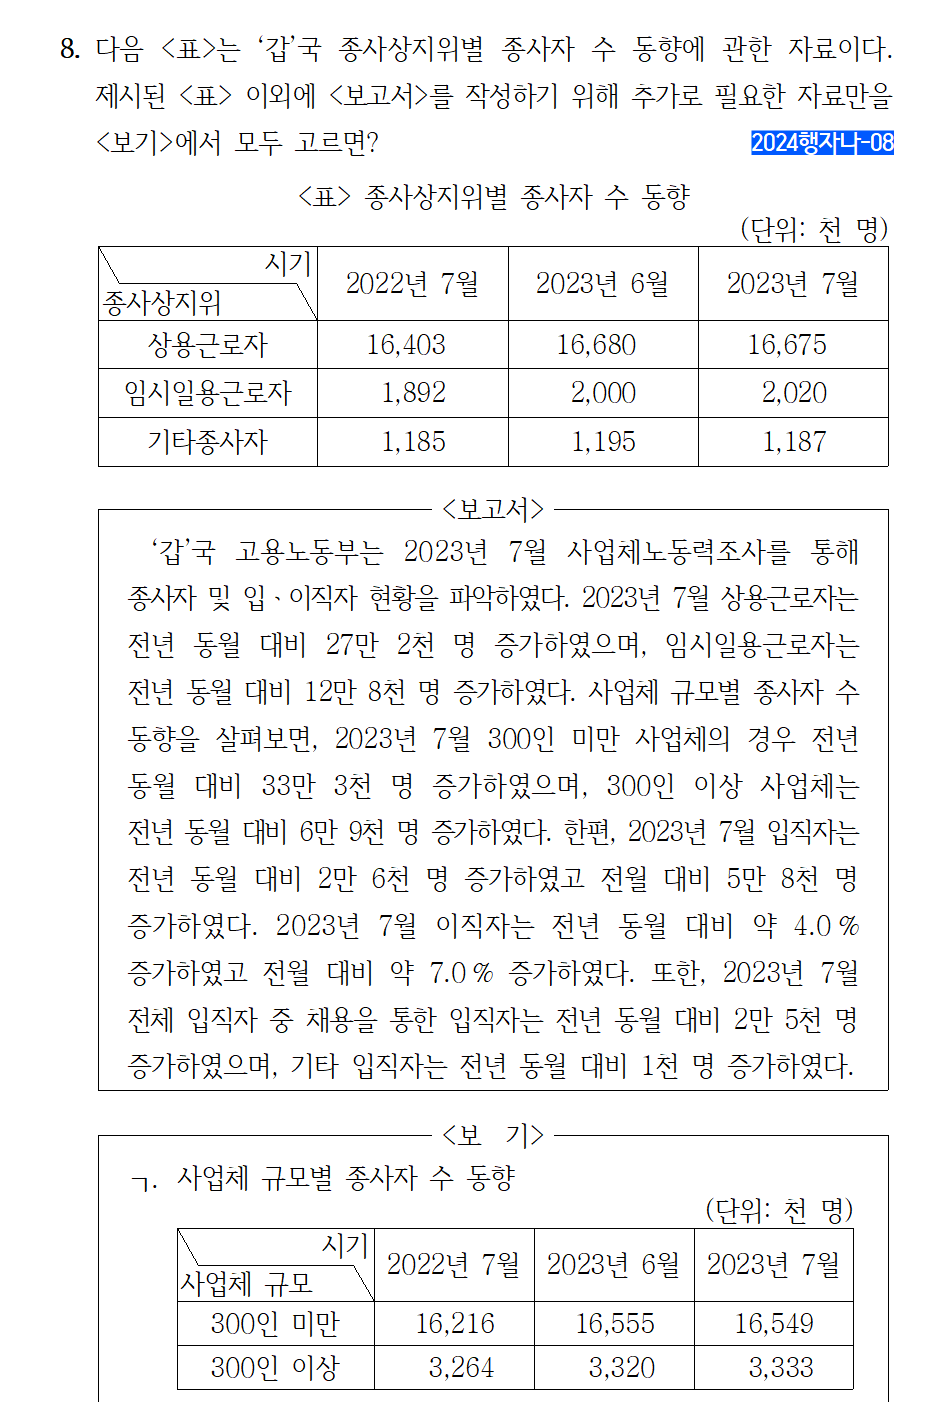 8. 다음 <표>는 ‘갑’국 종사상지위별 종사자 수 동향에 관한 자료이다.
제시된 <표> 이외에 <보고서>를 작성하기 위해 추가로 필요한 자료만을
<보기>에서 모두 고르면?
2024행자나-08
<표> 종사상지위별 종사자 수 동향
(단위: 천 명)
시기
종사상지위
2022년 7월 2023년 6월 2023년 7월
상용근로자 16,403 16,680 16,675
임시일용근로자 1,892 2,000 2,020
기타종사자 1,185 1,195 1,187
<보고서>
‘갑’국 고용노동부는 2023년 7월 사업체노동력조사를 통해
종사자 및 입ㆍ이직자 현황을 파악하였다. 2023년 7월 상용근로자는
전년 동월 대비 27만 2천 명 증가하였으며, 임시일용근로자는
전년 동월 대비 12만 8천 명 증가하였다. 사업체 규모별 종사자 수
동향을 살펴보면, 2023년 7월 300인 미만 사업체의 경우 전년
동월 대비 33만 3천 명 증가하였으며, 300인 이상 사업체는
전년 동월 대비 6만 9천 명 증가하였다. 한편, 2023년 7월 입직자는
전년 동월 대비 2만 6천 명 증가하였고 전월 대비 5만 8천 명
증가하였다. 2023년 7월 이직자는 전년 동월 대비 약 4.0%
증가하였고 전월 대비 약 7.0% 증가하였다. 또한, 2023년 7월
전체 입직자 중 채용을 통한 입직자는 전년 동월 대비 2만 5천 명
증가하였으며, 기타 입직자는 전년 동월 대비 1천 명 증가하였다.
<보 기>
ㄱ. 사업체 규모별 종사자 수 동향
(단위: 천 명)
시기
사업체 규모
2022년 7월 2023년 6월 2023년 7월
300인 미만 16,216 16,555 16,549
300인 이상 3,264 3,320 3,333